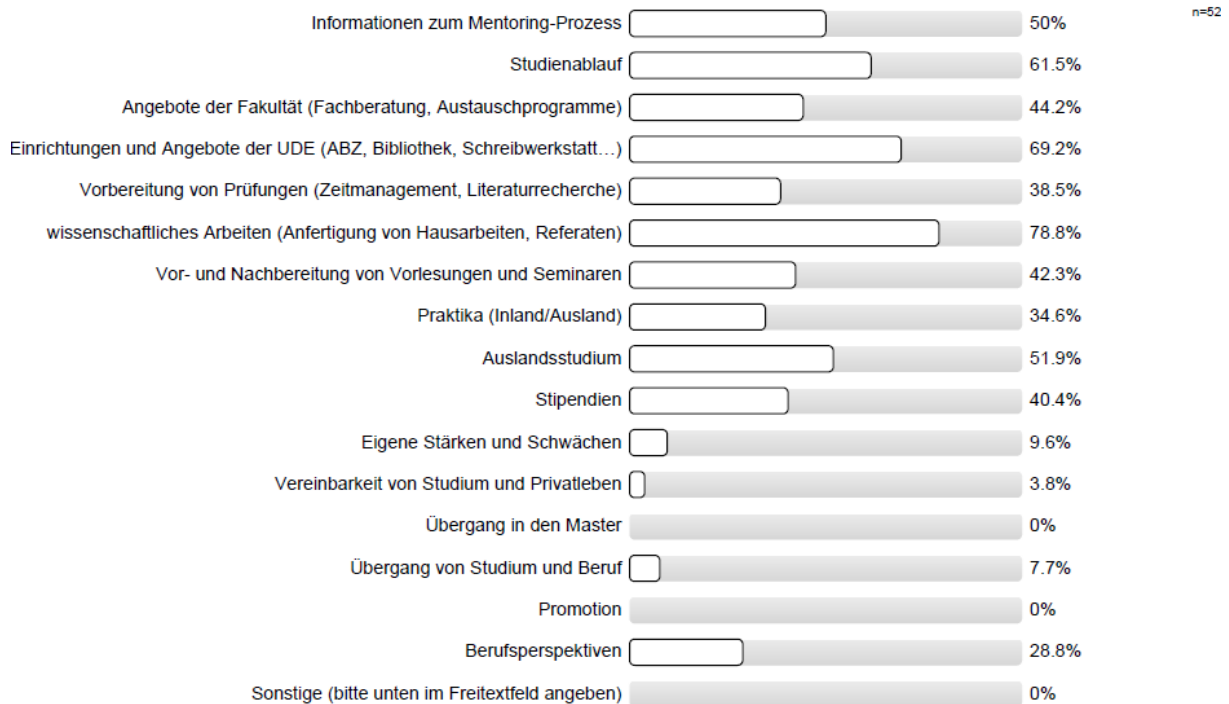 n=52
Informationen zum Mentoring-Prozess 50%
Studienablauf 61.5%
Angebote der Fakultät (Fachberatung, Austauschprogramme) 44.2%
Einrichtungen und Angebote der UDE (ABZ, Bibliothek, Schreibwerkstatt…) 69.2%
Vorbereitung von Prüfungen (Zeitmanagement, Literaturrecherche) 38.5%
wissenschaftliches Arbeiten (Anfertigung von Hausarbeiten, Referaten) 78.8%
Vor- und Nachbereitung von Vorlesungen und Seminaren 42.3%
Praktika (Inland/Ausland) 34.6%
Auslandsstudium 51.9%
Stipendien 40.4%
Eigene Stärken und Schwächen 9.6%
Vereinbarkeit von Studium und Privatleben 3.8%
Übergang in den Master 0%
Übergang von Studium und Beruf 7.7%
Promotion 0%
Berufsperspektiven 28.8%
Sonstige (bitte unten im Freitextfeld angeben) 0%